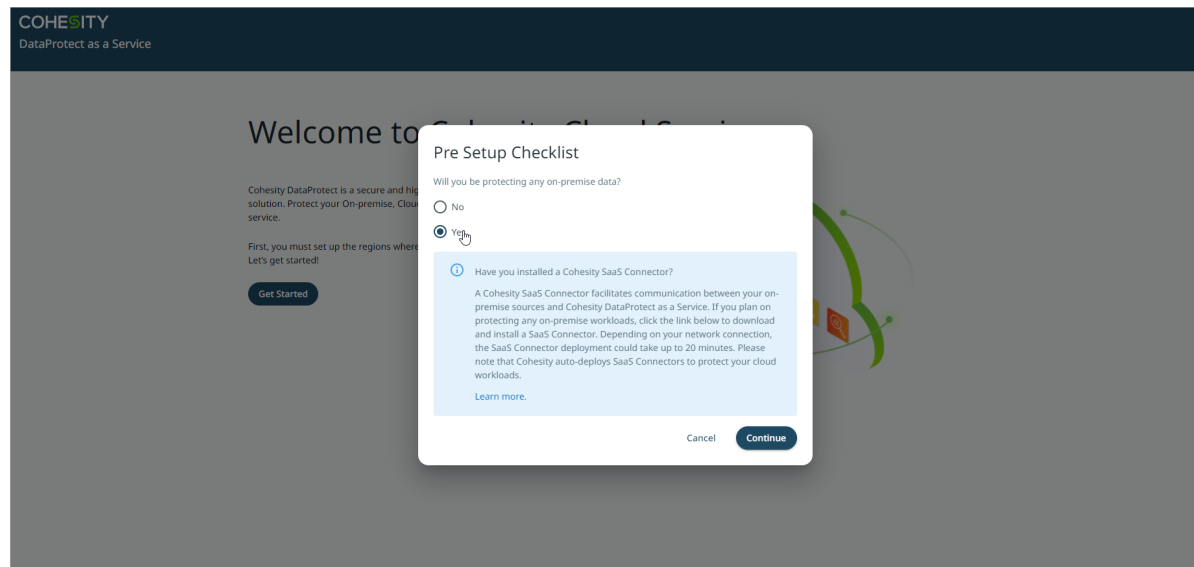 COHESITY
DataProtect as a Service
Welcome to
Cohesity DataProtect is a secure and
solution. Protect your On-premise,
service.
First, you must set up the regions where
Let's get started!
Get Started
Pre Setup Checklist
Will you be protecting any on-premise data?
No
Yes
Have you installed a Cohesity SaaS Connector?
A Cohesity SaaS Connector facilitates communication between your on-
premise sources and Cohesity DataProtect as a Service. If you plan on
protecting any on-premise workloads, click the link below to download
and install a SaaS Connector. Depending on your network connection,
the SaaS Connector deployment could take up to 20 minutes. Please
note that Cohesity auto-deploys SaaS Connectors to protect your cloud
workloads.
Learn more.
Cancel
Continue